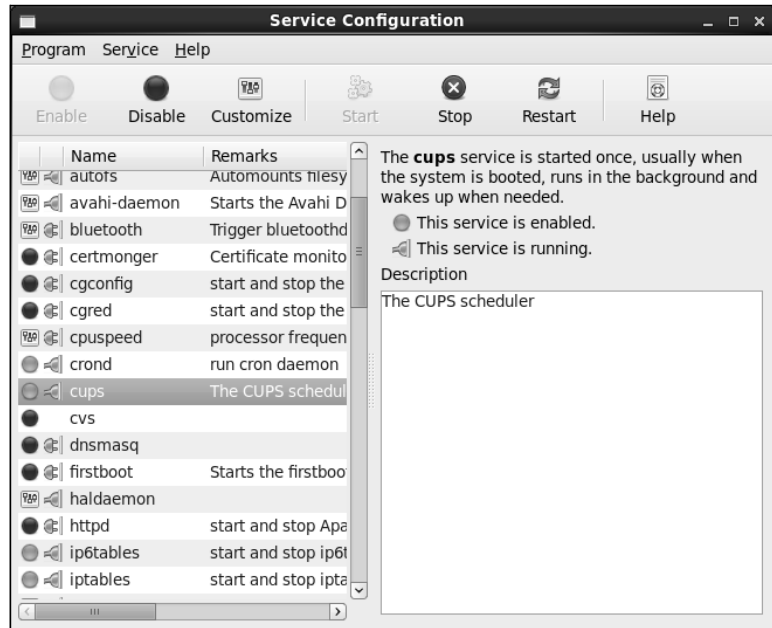 Service Configuration
Program Service Help
Enable Disable Customize Start Stop Restart Help
Name Remarks
autofs Automounts filesy
avahi-daemon Starts the Avahi D
bluetooth Trigger bluetoothd
certmonger Certificate monito
cgconfig start and stop the
cgred start and stop the
cpuspeed processor frequen
crond run cron daemon
cups The CUPS schedul
cvs
dnsmasq
firstboot Starts the firstboo
haldaemon
httpd start and stop Apa
ip6tables start and stop ip6t
iptables start and stop ipta
The cups service is started once, usually when
the system is booted, runs in the background and
wakes up when needed.
This service is enabled.
This service is running.
Description
The CUPS scheduler